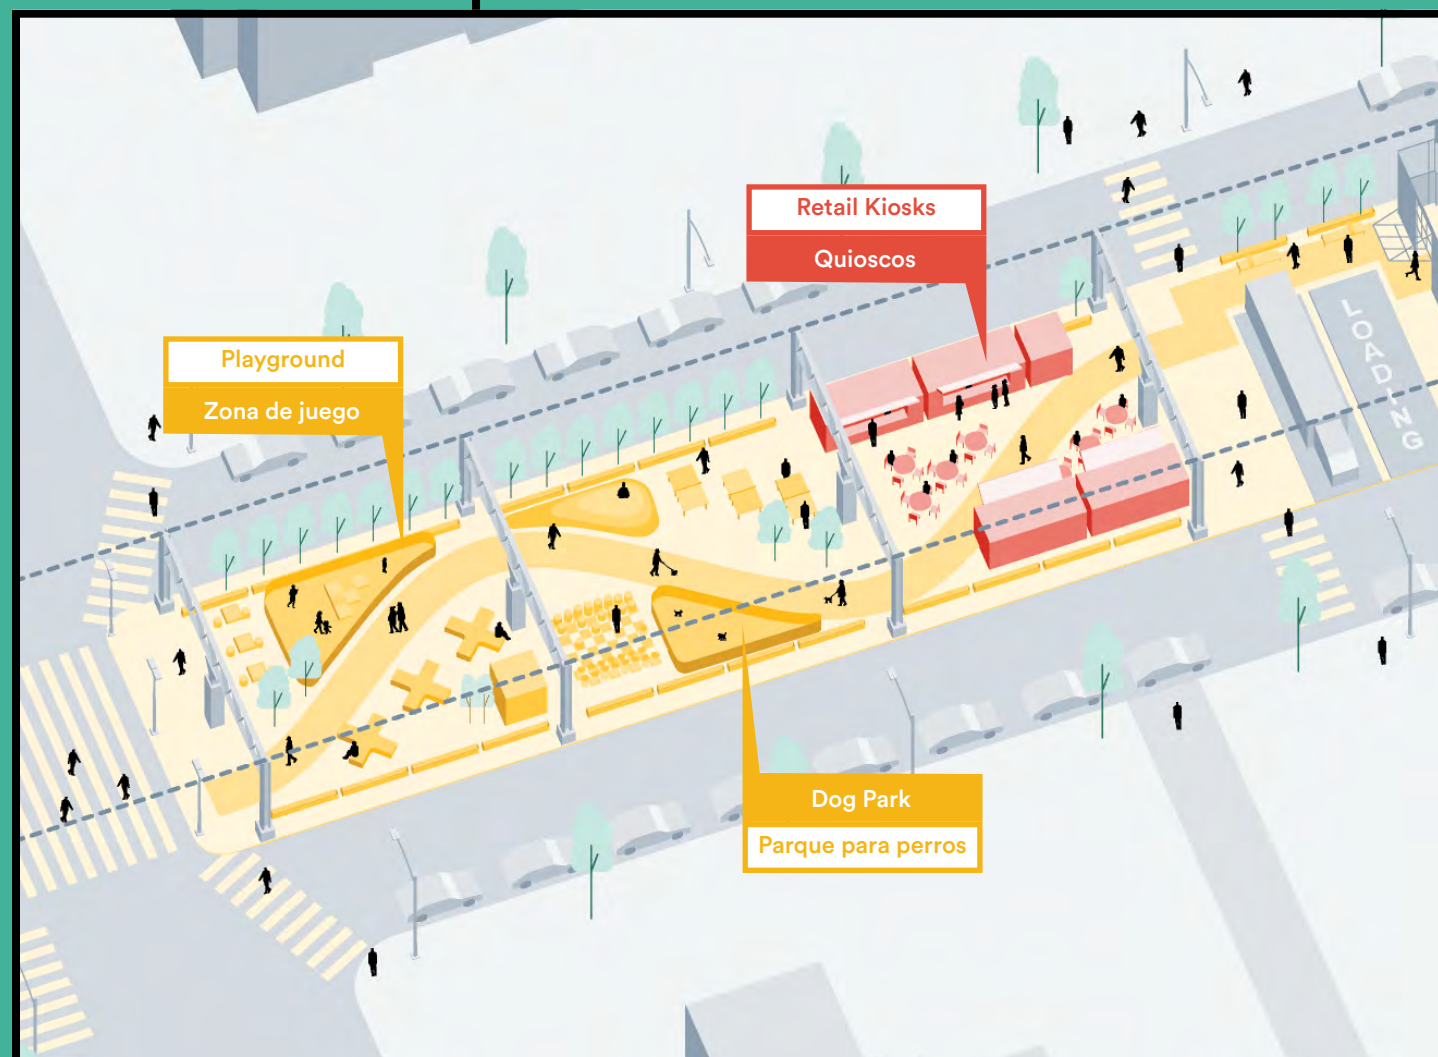 Retail Kiosks
Quioscos
LOADING
Playground
Zona de juego
Dog Park
Parque para perros